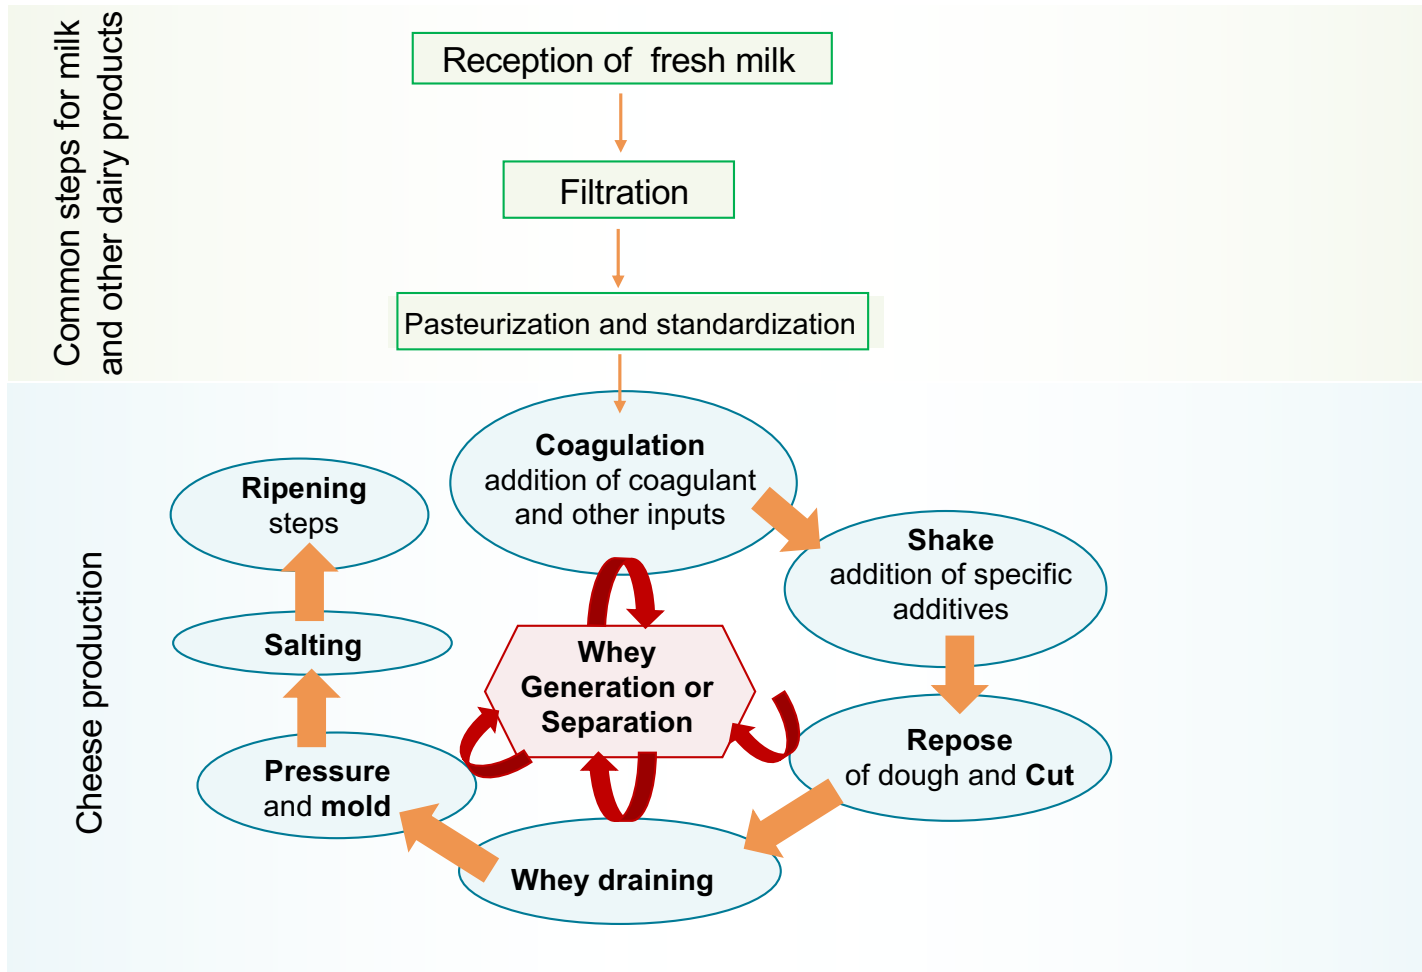 Common steps for milk
and other dairy products
Reception of fresh milk
Filtration
Pasteurization and standardization
Cheese production
Coagulation
addition of coagulant
and other inputs
Shake
addition of specific
additives
Repose
of dough and Cut
Whey draining
Pressure
and mold
Salting
Ripening
steps
Whey
Generation or
Separation